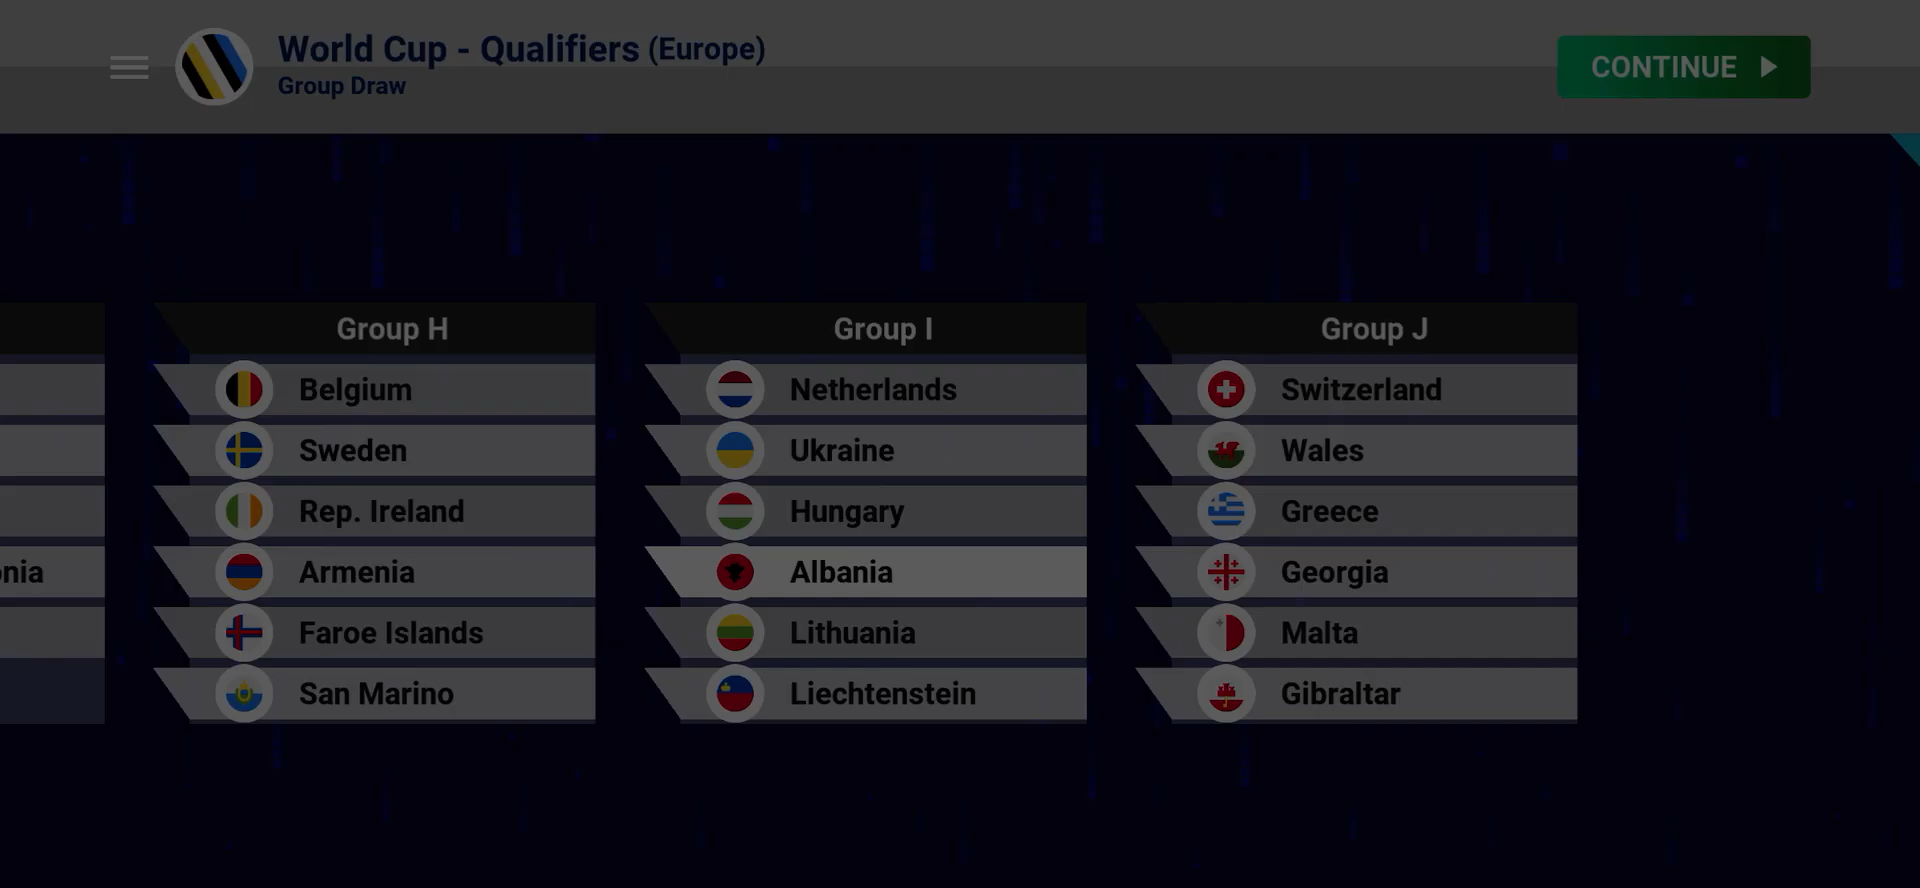 World Cup - Qualifiers (Europe)
Group Draw
CONTINUE
nia
Group H
Belgium
Sweden
Rep. Ireland
Armenia
Faroe Islands
San Marino
Group I
Netherlands
Ukraine
Hungary
Albania
Lithuania
Liechtenstein
Group J
Switzerland
Wales
Greece
Georgia
Malta
Gibraltar